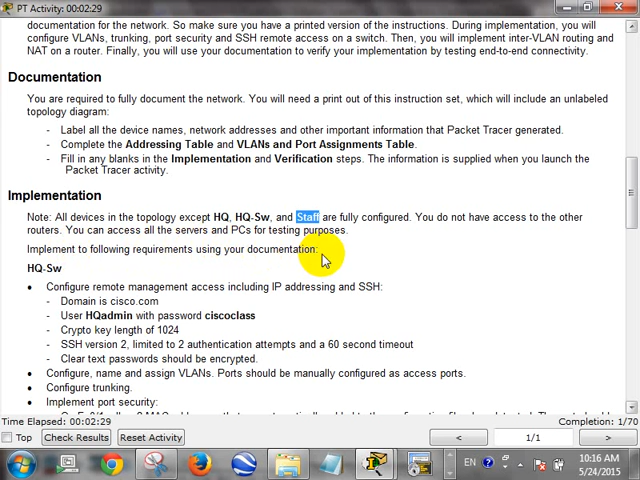 PT Activity: 00:02:29
documentation for the network. So make sure you have a printed version of the instructions. During implementation, you will
configure VLANs, trunking, port security and SSH remote access on a switch. Then, you will implement inter-VLAN routing and
NAT on a router. Finally, you will use your documentation to verify your implementation by testing end-to-end connectivity.
Documentation
You are required to fully document the network. You will need a print out of this instruction set, which will include an unlabeled
topology diagram:
- Label all the device names, network addresses and other important information that Packet Tracer generated.
- Complete the Addressing Table and VLANs and Port Assignments Table.
- Fill in any blanks in the Implementation and Verification steps. The information is supplied when you launch the
Packet Tracer activity.
Implementation
Note: All devices in the topology except HQ, HQ-Sw, and Staff are fully configured. You do not have access to the other
routers. You can access all the servers and PCs for testing purposes.
Implement to following requirements using your documentation:
HQ-Sw
• Configure remote management access including IP addressing and SSH:
- Domain is cisco.com
- User HQadmin with password ciscoclass
- Crypto key length of 1024
- SSH version 2, limited to 2 authentication attempts and a 60 second timeout
- Clear text passwords should be encrypted.
• Configure, name and assign VLANs. Ports should be manually configured as access ports.
• Configure trunking.
• Implement port security:
Time Elapsed: 00:02:29 Completion: 1/70
Top Check Results Reset Activity < 1/1 >
EN 10:16 AM
5/24/2015